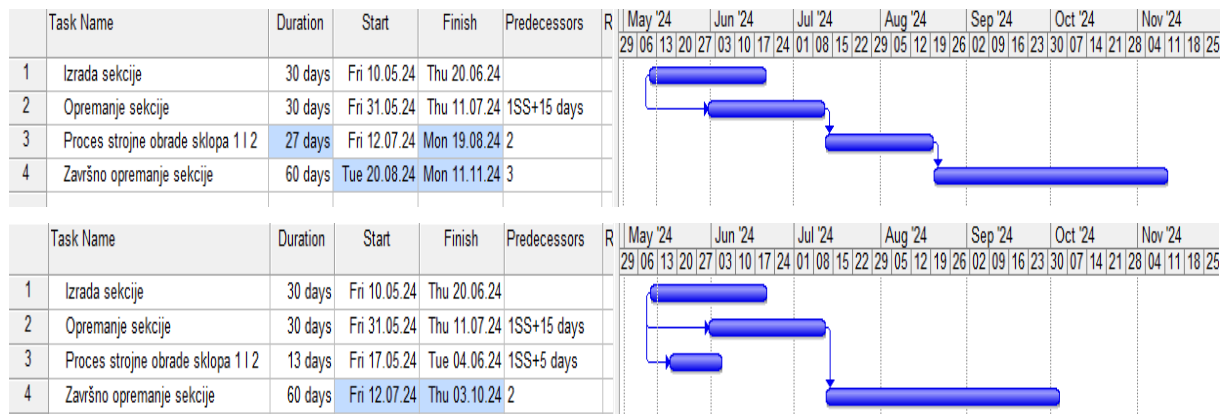 Task Name Duration Start Finish Predecessors R May '24 Jun '24 Jul '24 Aug '24 Sep '24 Oct '24 Nov '24
29 06 13 20 27 03 10 17 24 01 08 15 22 29 05 12 19 26 02 09 16 23 30 07 14 21 28 04 11 18 25
1 Izrada sekcije 30 days Fri 10.05.24 Thu 20.06.24
2 Opremanje sekcije 30 days Fri 31.05.24 Thu 11.07.24 1SS+15 days
3 Proces strojne obrade sklopa 1 I 2 27 days Fri 12.07.24 Mon 19.08.24 2
4 Završno opremanje sekcije 60 days Tue 20.08.24 Mon 11.11.24 3
Task Name Duration Start Finish Predecessors R May '24 Jun '24 Jul '24 Aug '24 Sep '24 Oct '24 Nov '24
29 06 13 20 27 03 10 17 24 01 08 15 22 29 05 12 19 26 02 09 16 23 30 07 14 21 28 04 11 18 25
1 Izrada sekcije 30 days Fri 10.05.24 Thu 20.06.24
2 Opremanje sekcije 30 days Fri 31.05.24 Thu 11.07.24 1SS+15 days
3 Proces strojne obrade sklopa 1 I 2 13 days Fri 17.05.24 Tue 04.06.24 1SS+5 days
4 Završno opremanje sekcije 60 days Fri 12.07.24 Thu 03.10.24 2